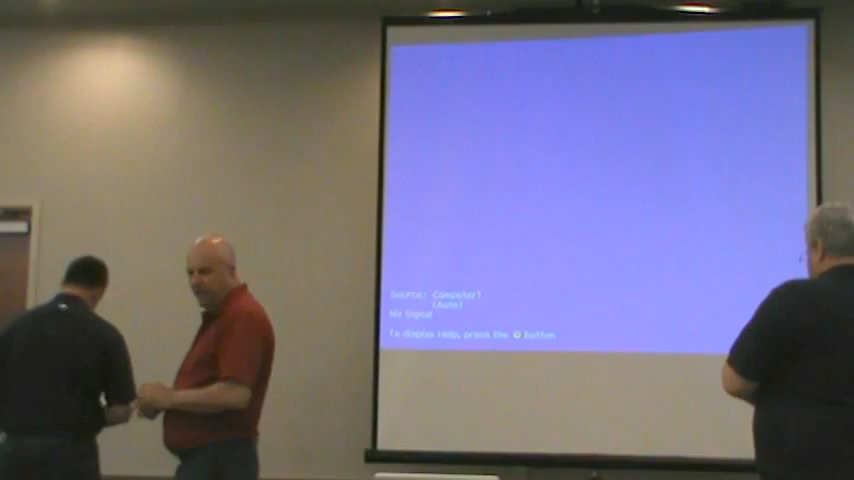 Source: Computer1
(Auto)
No Signal
To display Help, press the ? button